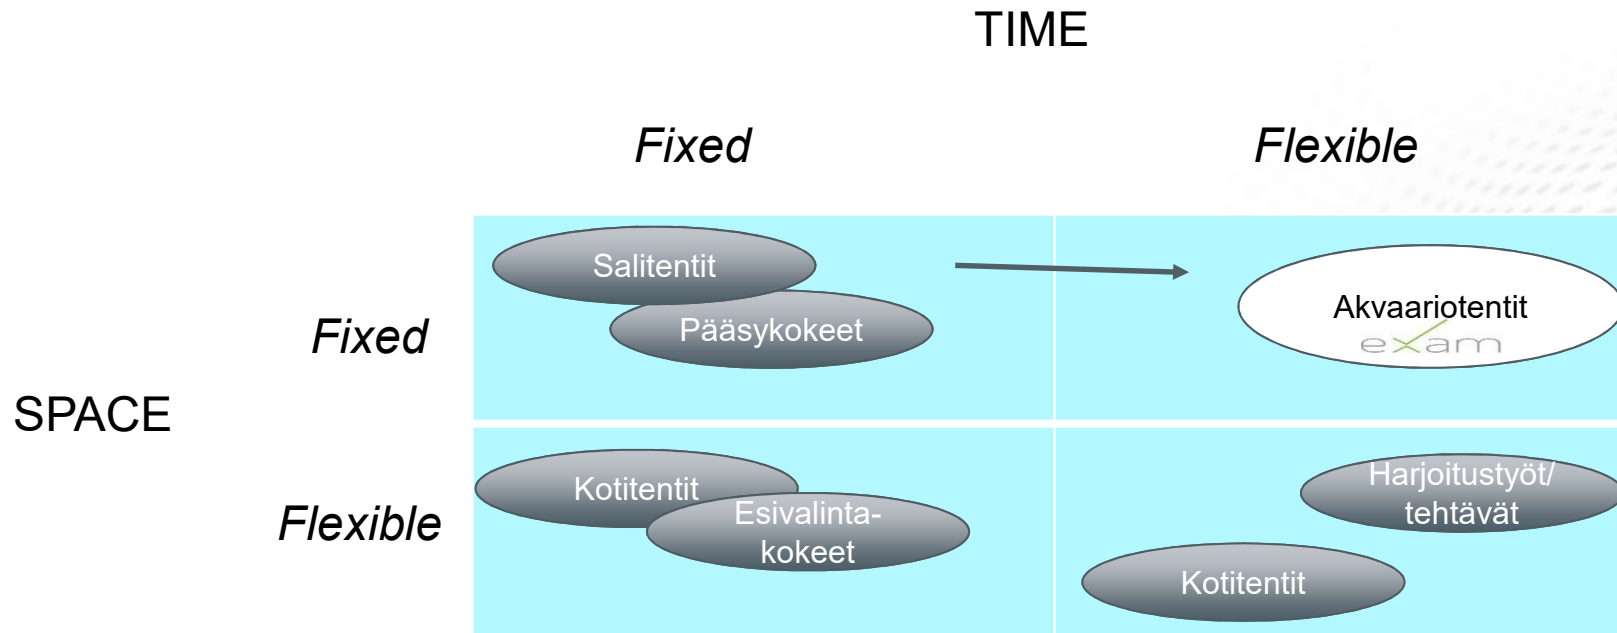 TIME
Fixed
Flexible
Salitentit
Pääsykokeet
Akvaariotentit
exam
Fixed
SPACE
Flexible
Kotitentit
Esivalinta-
kokeet
Harjoitustyöt/
tehtävät
Kotitentit